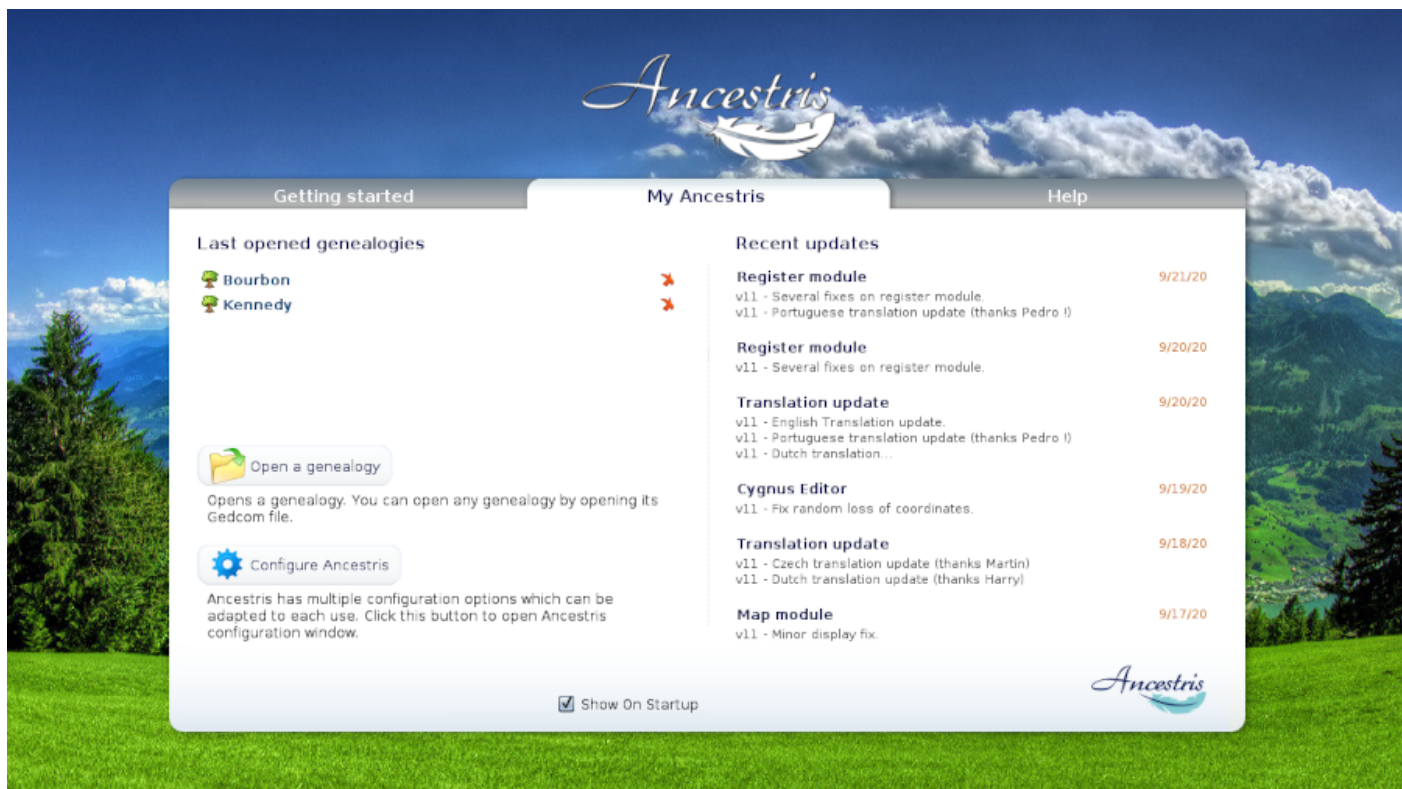 Ancestris
Getting started
My Ancestris
Help
Last opened genealogies
Bourbon
Kennedy
Open a genealogy
Opens a genealogy. You can open any genealogy by opening its
Gedcom file.
Configure Ancestris
Ancestris has multiple configuration options which can be
adapted to each use. Click this button to open Ancestris
configuration window.
Recent updates
Register module 9/21/20
v11 - Several fixes on register module.
v11 - Portuguese translation update (thanks Pedro !)
Register module 9/20/20
v11 - Several fixes on register module.
Translation update 9/20/20
v11 - English Translation update.
v11 - Portuguese translation update (thanks Pedro !)
v11 - Dutch translation...
Cygnus Editor 9/19/20
v11 - Fix random loss of coordinates.
Translation update 9/18/20
v11 - Czech translation update (thanks Martin)
v11 - Dutch translation update (thanks Harry)
Map module 9/17/20
v11 - Minor display fix.
Ancestris
Show On Startup